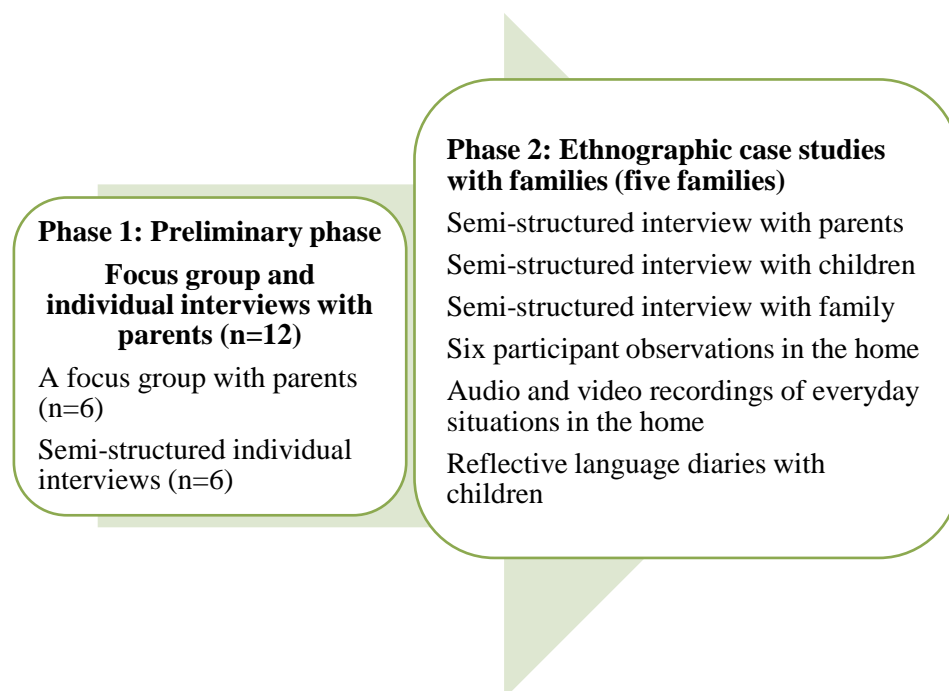 Phase 1: Preliminary phase
Focus group and
individual interviews with
parents (n=12)
A focus group with parents
(n=6)
Semi-structured individual
interviews (n=6)
Phase 2: Ethnographic case studies
with families (five families)
Semi-structured interview with parents
Semi-structured interview with children
Semi-structured interview with family
Six participant observations in the home
Audio and video recordings of everyday
situations in the home
Reflective language diaries with
children